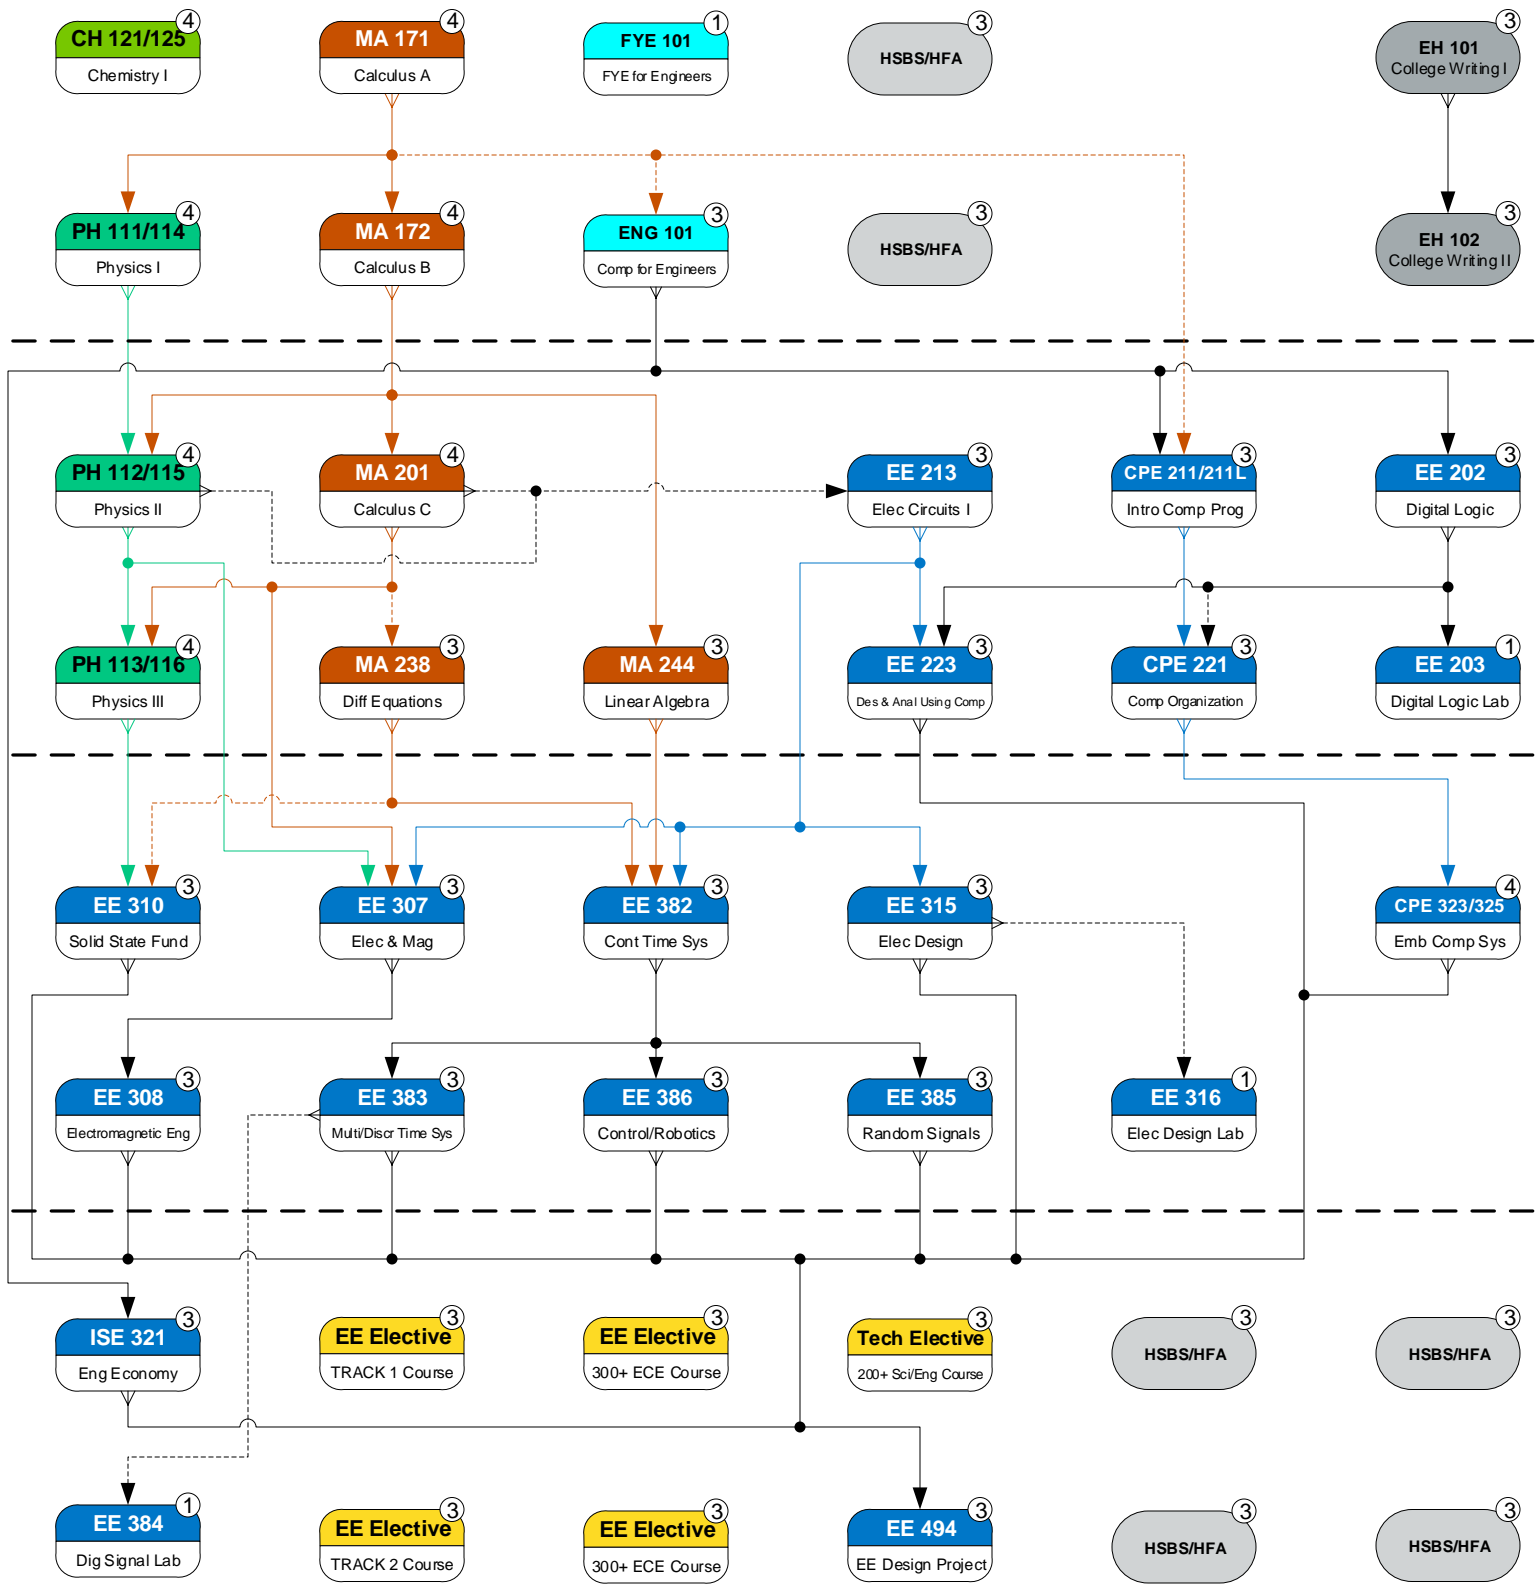 4
CH 121/125
Chemistry I
4
MA 171
Calculus A
1
FYE 101
FYE for Engineers
3
HSBS/HFA
3
EH 101
College Writing I
4
PH 111/114
Physics I
4
MA 172
Calculus B
3
ENG 101
Comp for Engineers
3
HSBS/HFA
3
EH 102
College Writing II
4
PH 112/115
Physics II
4
MA 201
Calculus C
3
EE 213
Elec Circuits I
3
CPE 211/211L
Intro Comp Prog
3
EE 202
Digital Logic
4
PH 113/116
Physics III
3
MA 238
Diff Equations
3
MA 244
Linear Algebra
3
EE 223
Des & Anal Using Comp
3
CPE 221
Comp Organization
1
EE 203
Digital Logic Lab
3
EE 310
Solid State Fund
3
EE 307
Elec & Mag
3
EE 382
Cont Time Sys
3
EE 315
Elec Design
4
CPE 323/325
Emb Comp Sys
3
EE 308
Electromagnetic Eng
3
EE 383
Multi/Discr Time Sys
3
EE 386
Control/Robotics
3
EE 385
Random Signals
1
EE 316
Elec Design Lab
3
ISE 321
Eng Economy
3
EE Elective
TRACK 1 Course
3
EE Elective
300+ ECE Course
3
Tech Elective
200+ Sci/Eng Course
3
HSBS/HFA
3
HSBS/HFA
1
EE 384
Dig Signal Lab
3
EE Elective
TRACK 2 Course
3
EE Elective
300+ ECE Course
3
EE 494
EE Design Project
3
HSBS/HFA
3
HSBS/HFA